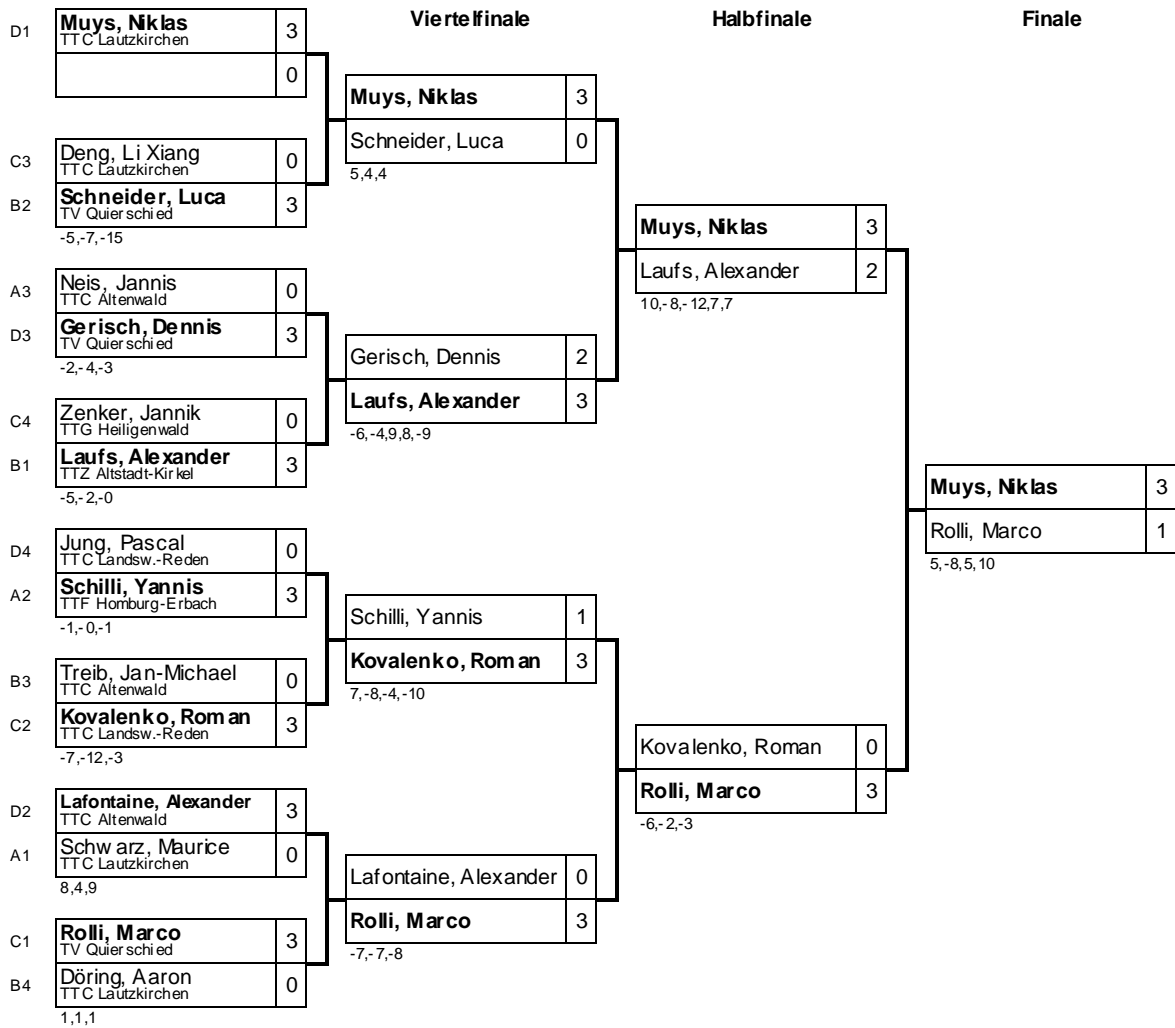 Viertelfinale
Halbfinale
Finale
D1
Muys, Niklas
TTC Lautzkirchen
3
0
C3
Deng, Li Xiang
TTC Lautzkirchen
0
B2
Schneider, Luca
TV Quierschied
3
-5,-7,-15
A3
Neis, Jannis
TTC Altenwald
0
D3
Gerisch, Dennis
TV Quierschied
3
-2,-4,-3
C4
Zenker, Jannik
TTG Heiligenwald
0
B1
Laufs, Alexander
TTZ Altstadt-Kirkel
3
-5,-2,-0
D4
Jung, Pascal
TTC Landsw.-Reden
0
A2
Schilli, Yannis
TTF Homburg-Erbach
3
-1,-0,-1
B3
Treib, Jan-Michael
TTC Altenwald
0
C2
Kovalenko, Roman
TTC Landsw.-Reden
3
-7,-12,-3
D2
Lafontaine, Alexander
TTC Altenwald
3
A1
Schwarz, Maurice
TTC Lautzkirchen
0
8,4,9
C1
Rolli, Marco
TV Quierschied
3
B4
Döring, Aaron
TTC Lautzkirchen
0
1,1,1
Muys, Niklas 3
Schneider, Luca 0
5,4,4
Gerisch, Dennis 2
Laufs, Alexander 3
-6,-4,9,8,-9
Schilli, Yannis 1
Kovalenko, Roman 3
7,-8,-4,-10
Lafontaine, Alexander 0
Rolli, Marco 3
-7,-7,-8
Muys, Niklas 3
Laufs, Alexander 2
10,-8,-12,7,7
Kovalenko, Roman 0
Rolli, Marco 3
-6,-2,-3
Muys, Niklas 3
Rolli, Marco 1
5,-8,5,10